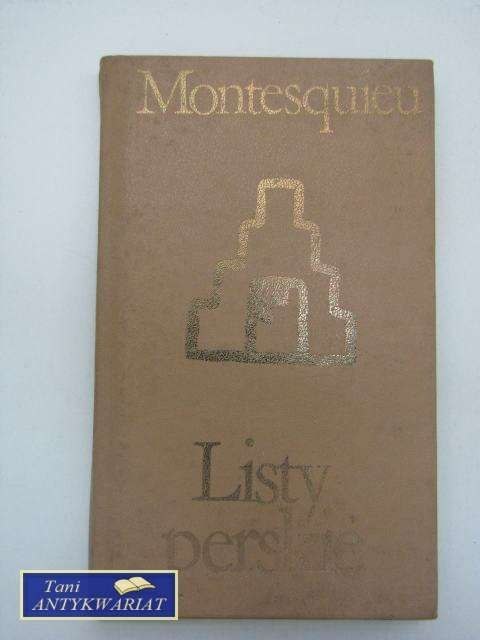 Montesquieu
Listy
perskie
Tani
ANTYKWARIAT